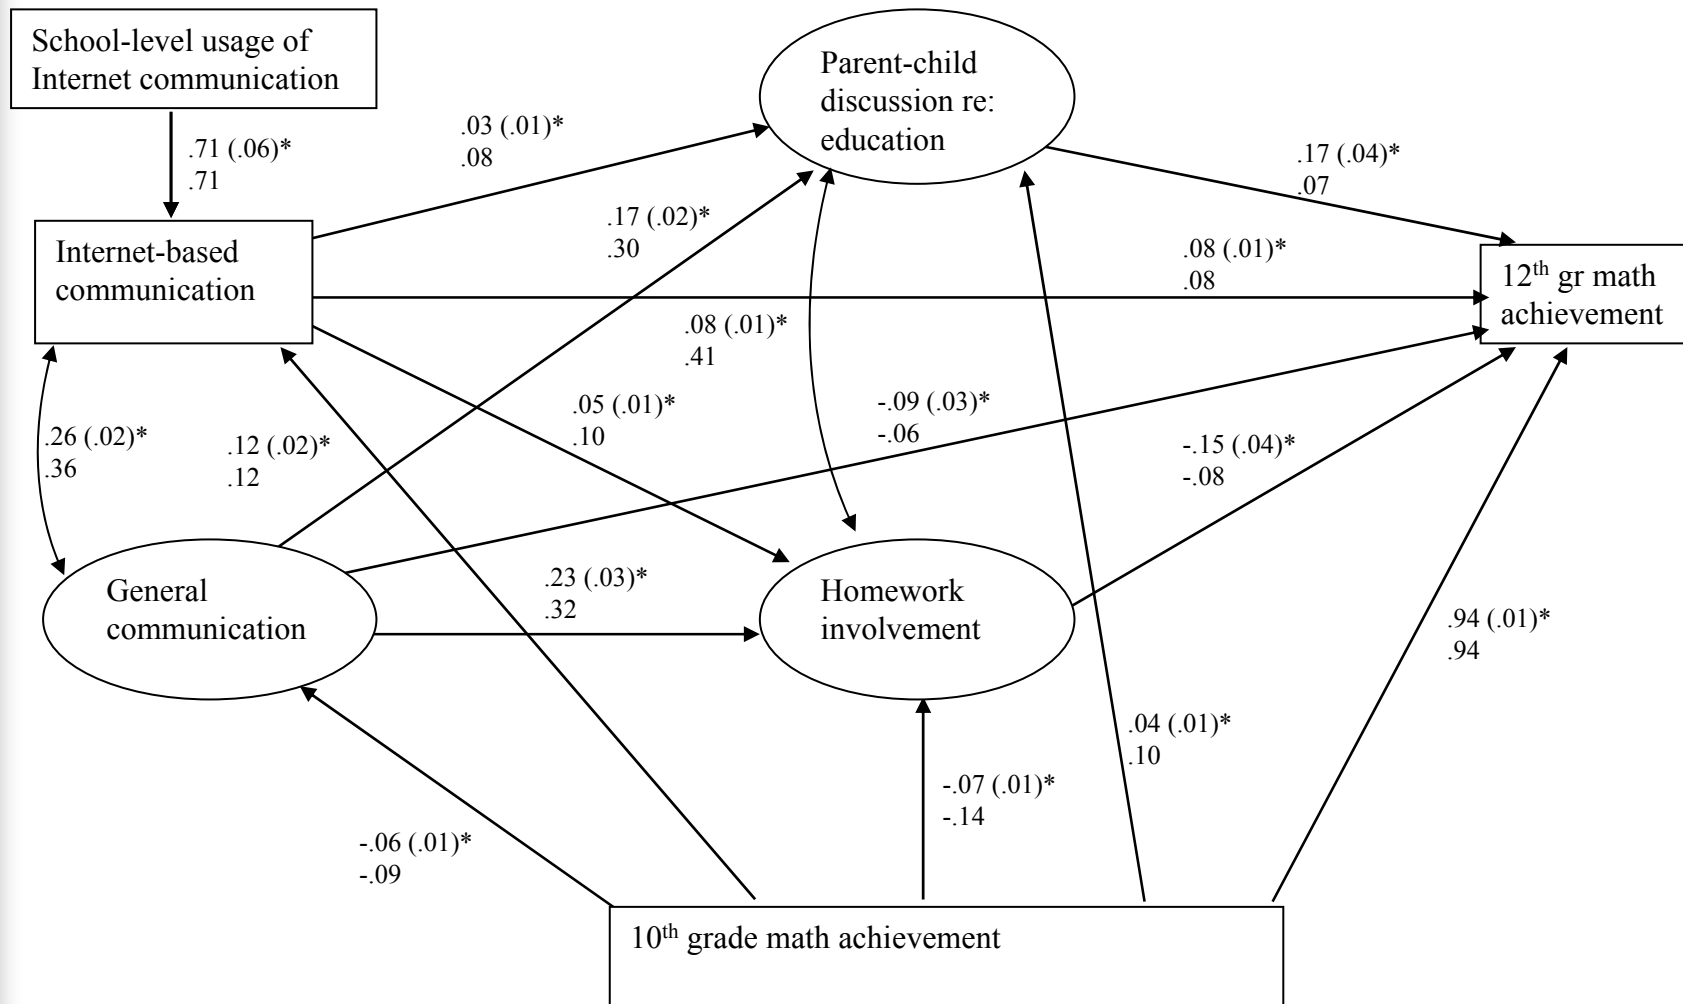 School-level usage of
Internet communication
Parent-child
discussion re:
education
.03 (.01)*
.08
.71 (.06)*
.71
.17 (.04)*
.07
.17 (.02)*
.30
Internet-based
communication
.08 (.01)*
.08
12th gr math
achievement
.08 (.01)*
.41
.05 (.01)*
.10
-.09 (.03)*
-.06
.26 (.02)*
.36
.12 (.02)*
.12
-.15 (.04)*
-.08
General
communication
.23 (.03)*
.32
Homework
involvement
.94 (.01)*
.94
.04 (.01)*
.10
-.07 (.01)*
-.14
-.06 (.01)*
-.09
10th grade math achievement